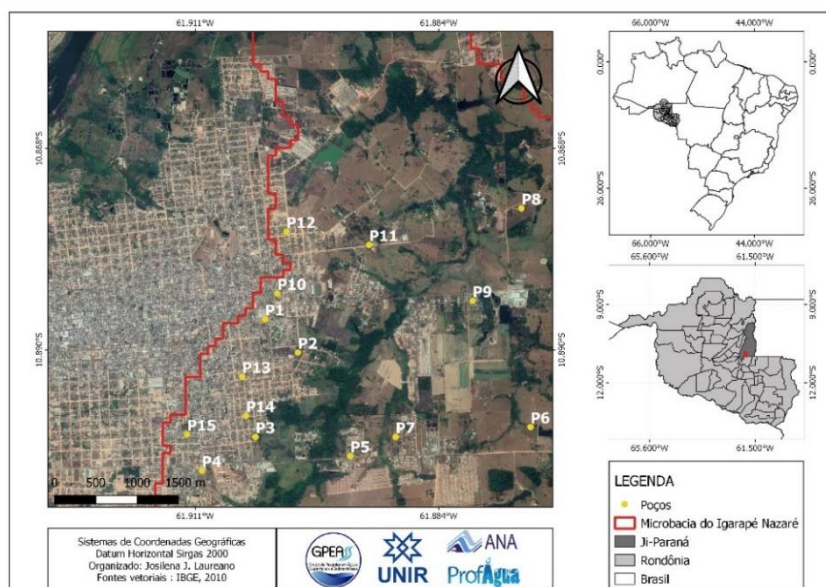 61.911°W
61.884°W
10.868°S
10.890°S
10.868°S
10.890°S
P8
P12
P11
P9
P10
P1
P2
P13
P14
P15
P3
P7
P6
P5
P4
0
500
1000
1500 m
61.911°W
61.884°W
66.000°W
44.000°W
0.000°
26.000°S
0.000°
26.000°S
66.000°W
44.000°W
65.600°W
61.500°W
9.000°S
12.000°S
9.000°S
12.000°S
65.600°W
61.500°W
LEGENDA
Poços
Microbacia do Igarapé Nazaré
Ji-Paraná
Rondônia
Brasil
Sistemas de Coordenadas Geográficas
Datum Horizontal Sirgas 2000
Organizado: Josilena J. Laureano
Fontes vetoriais : IBGE, 2010
GPEA
UNIR
ANA
ProfÁgua